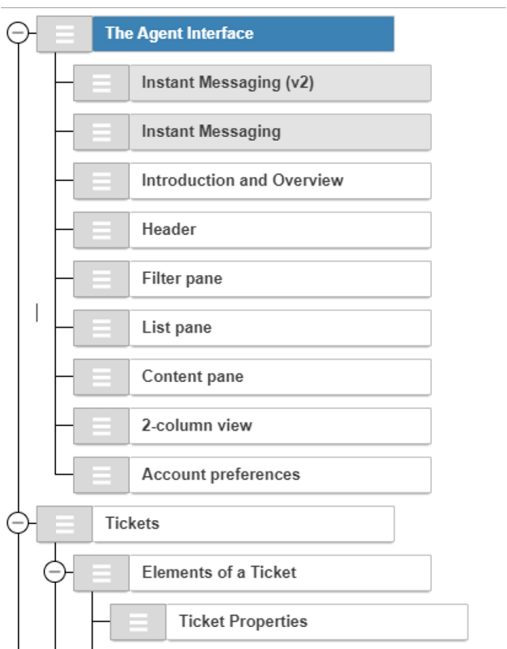 The Agent Interface
Instant Messaging (v2)
Instant Messaging
Introduction and Overview
Header
Filter pane
List pane
Content pane
2-column view
Account preferences
Tickets
Elements of a Ticket
Ticket Properties